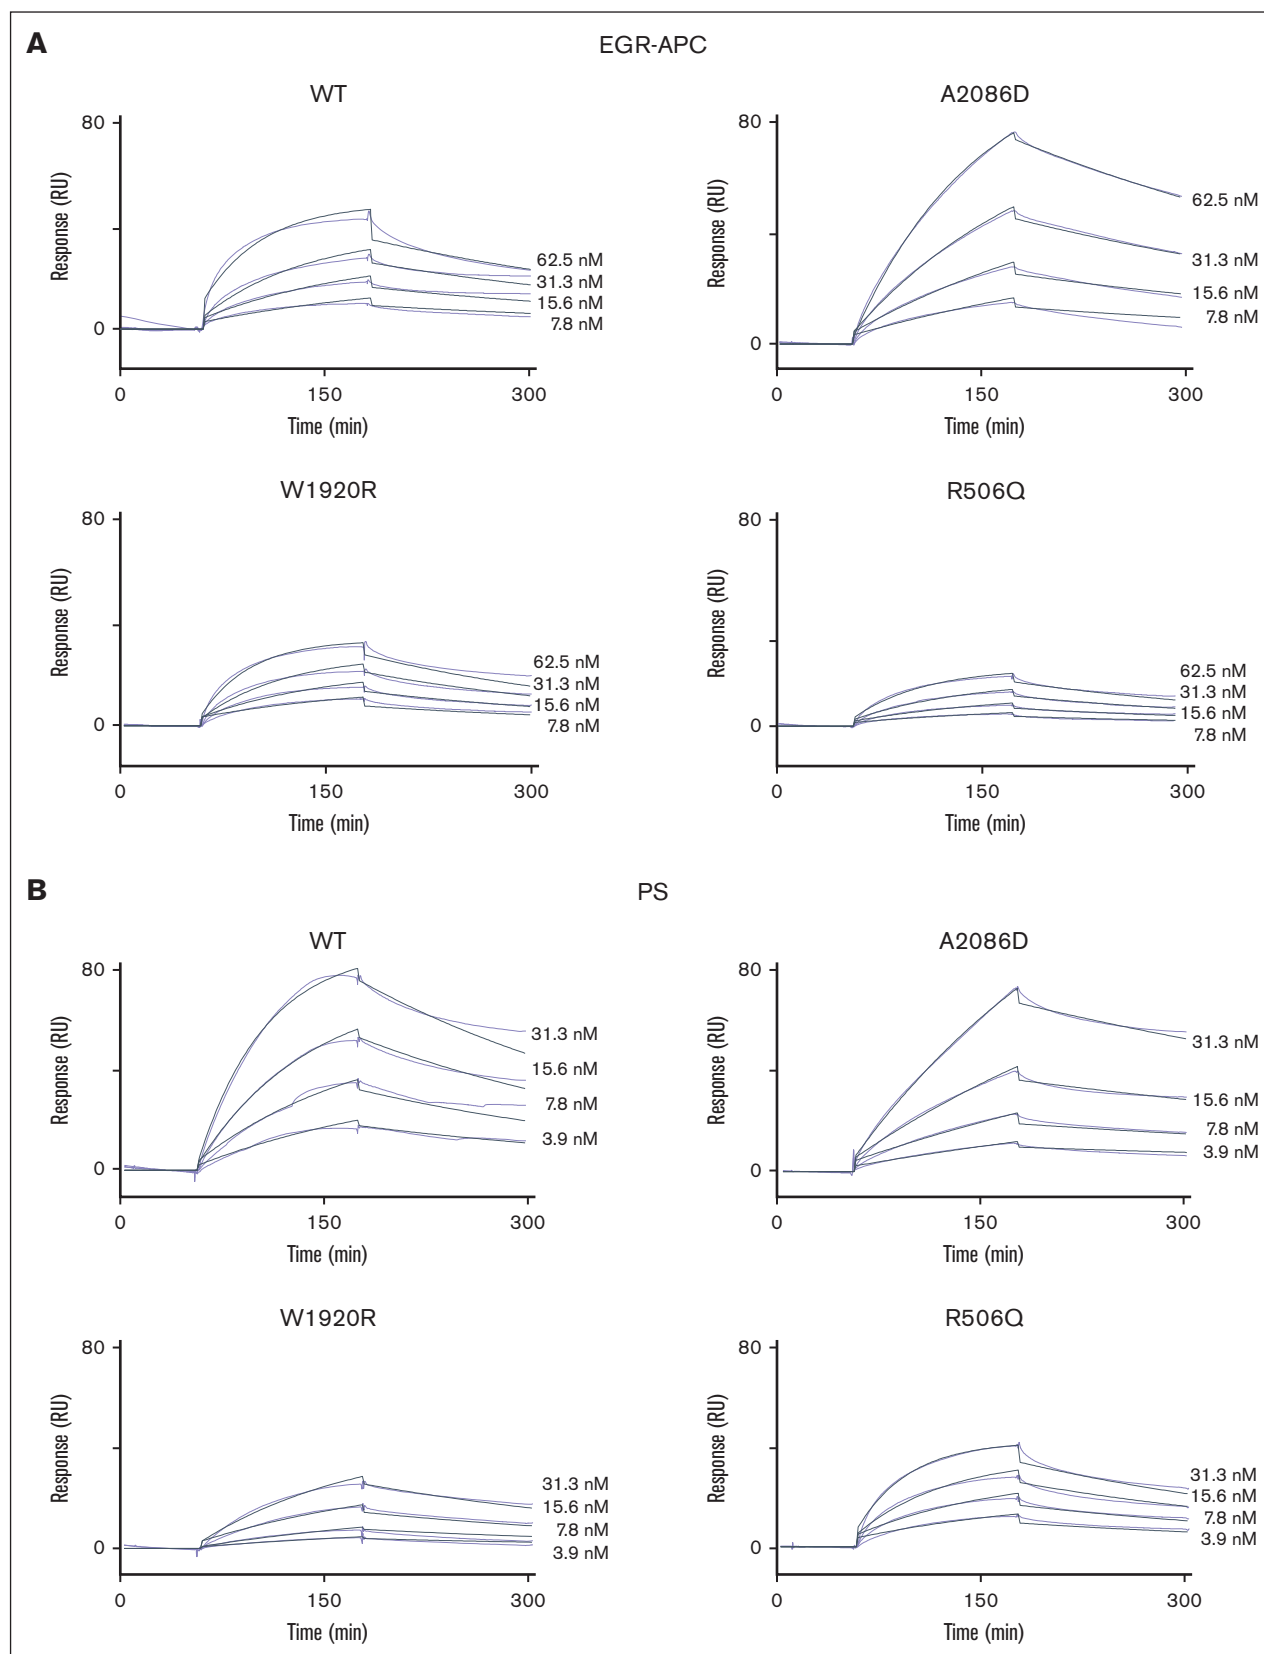 A
EGR-APC
WT
80
0
Response (RU)
62.5 nM
31.3 nM
15.6 nM
7.8 nM
0 150 300
Time (min)
A2086D
80
0
Response (RU)
62.5 nM
31.3 nM
15.6 nM
7.8 nM
0 150 300
Time (min)
W1920R
80
0
Response (RU)
62.5 nM
31.3 nM
15.6 nM
7.8 nM
0 150 300
Time (min)
R506Q
80
0
Response (RU)
62.5 nM
31.3 nM
15.6 nM
7.8 nM
0 150 300
Time (min)
B
PS
WT
80
0
Response (RU)
31.3 nM
15.6 nM
7.8 nM
3.9 nM
0 150 300
Time (min)
A2086D
80
0
Response (RU)
31.3 nM
15.6 nM
7.8 nM
3.9 nM
0 150 300
Time (min)
W1920R
80
0
Response (RU)
31.3 nM
15.6 nM
7.8 nM
3.9 nM
0 150 300
Time (min)
R506Q
80
0
Response (RU)
31.3 nM
15.6 nM
7.8 nM
3.9 nM
0 150 300
Time (min)